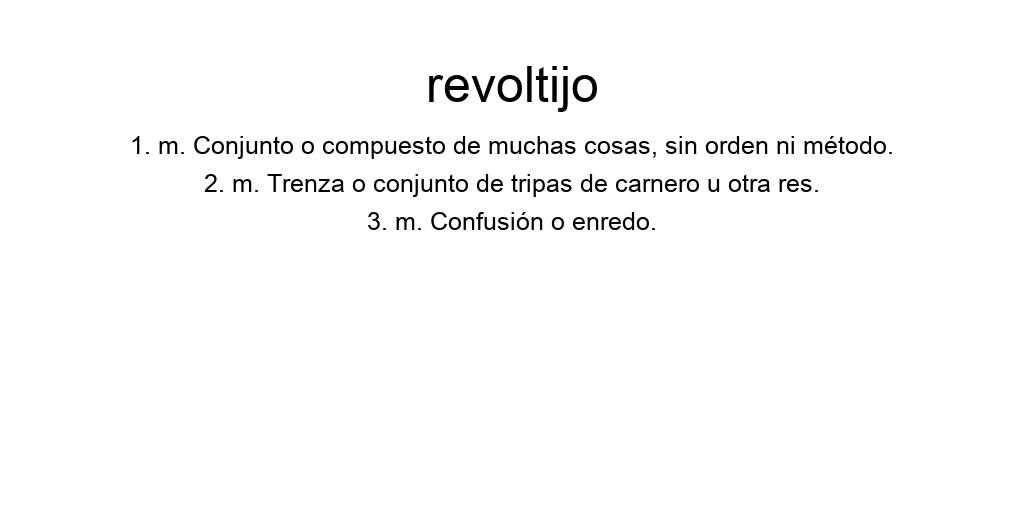 revoltijo
1. m. Conjunto o compuesto de muchas cosas, sin orden ni método.
2. m. Trenza o conjunto de tripas de carnero u otra res.
3. m. Confusión o enredo.